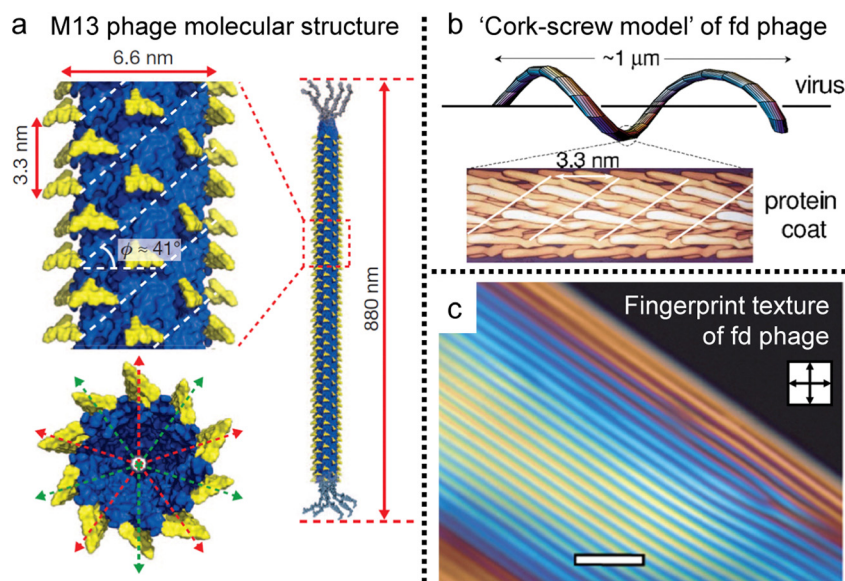 a M13 phage molecular structure
6.6 nm
3.3 nm
ϕ ≈ 41°
880 nm
b ‘Cork-screw model’ of fd phage
~1 µm
virus
3.3 nm
protein
coat
c Fingerprint texture
of fd phage